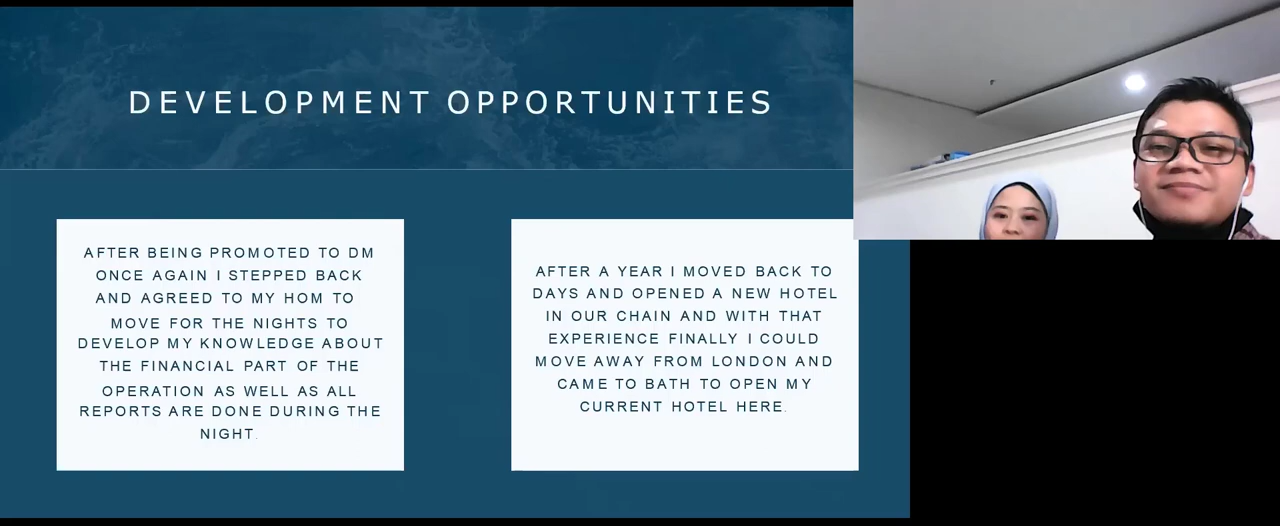 DEVELOPMENT OPPORTUNITIES
AFTER BEING PROMOTED TO DM
ONCE AGAIN I STEPPED BACK
AND AGREED TO MY HOM TO
MOVE FOR THE NIGHTS TO
DEVELOP MY KNOWLEDGE ABOUT
THE FINANCIAL PART OF THE
OPERATION AS WELL AS ALL
REPORTS ARE DONE DURING THE
NIGHT.
AFTER A YEAR I MOVED BACK TO
DAYS AND OPENED A NEW HOTEL
IN OUR CHAIN AND WITH THAT
EXPERIENCE FINALLY I COULD
MOVE AWAY FROM LONDON AND
CAME TO BATH TO OPEN MY
CURRENT HOTEL HERE.